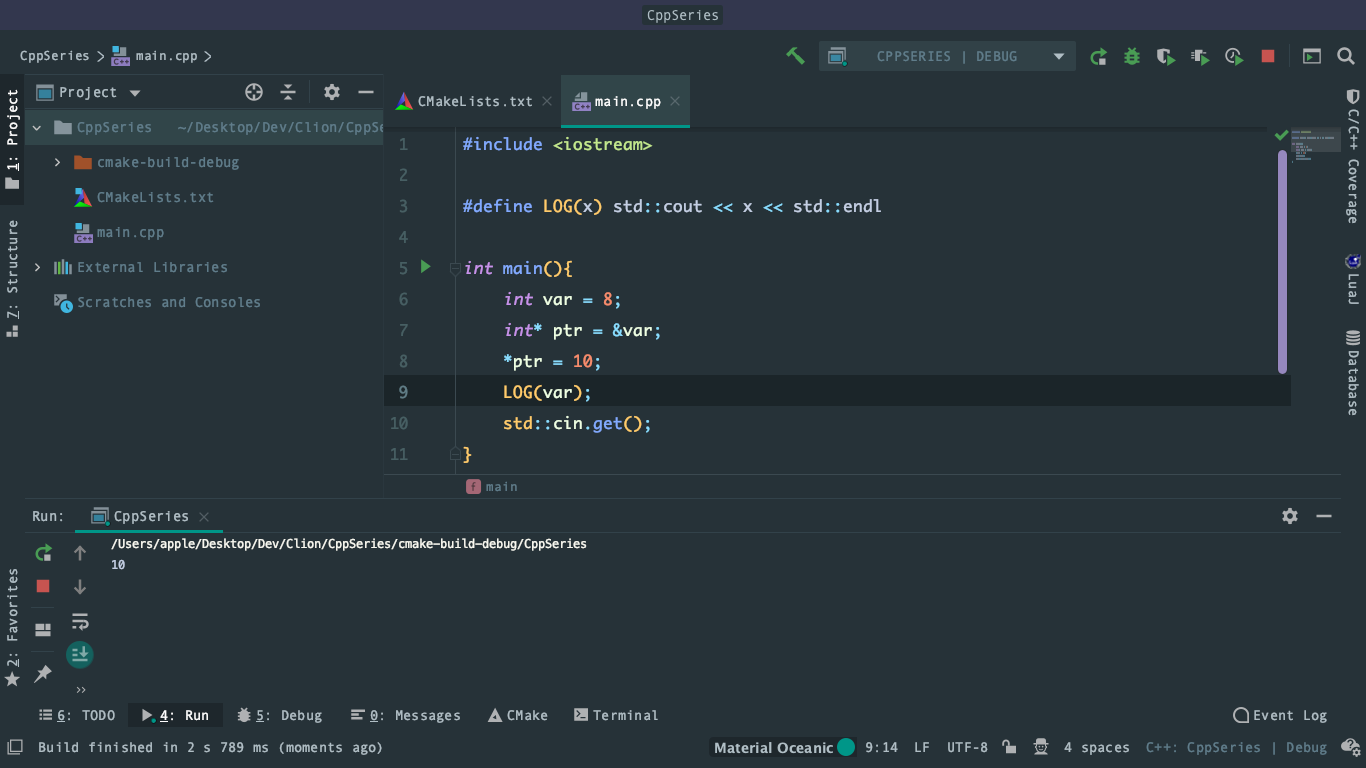 CppSeries
CppSeries > main.cpp >
CPPSERIES | DEBUG
1: Project
Project
CppSeries ~/Desktop/Dev/Clion/CppSe
cmake-build-debug
CMakeLists.txt
main.cpp
External Libraries
Scratches and Consoles
Z: Structure
2: Favorites
CMakeLists.txt
main.cpp
1 #include <iostream>
2
3 #define LOG(x) std::cout << x << std::endl
4
5 int main(){
6 int var = 8;
7 int* ptr = &var;
8 *ptr = 10;
9 LOG(var);
10 std::cin.get();
11 }
f main
C/C++ Coverage
LuaJ
Database
Run: CppSeries
/Users/apple/Desktop/Dev/Clion/CppSeries/cmake-build-debug/CppSeries
10
6: TODO 4: Run 5: Debug 0: Messages CMake Terminal Event Log
Build finished in 2 s 789 ms (moments ago) Material Oceanic 9:14 LF UTF-8 4 spaces C++: CppSeries | Debug